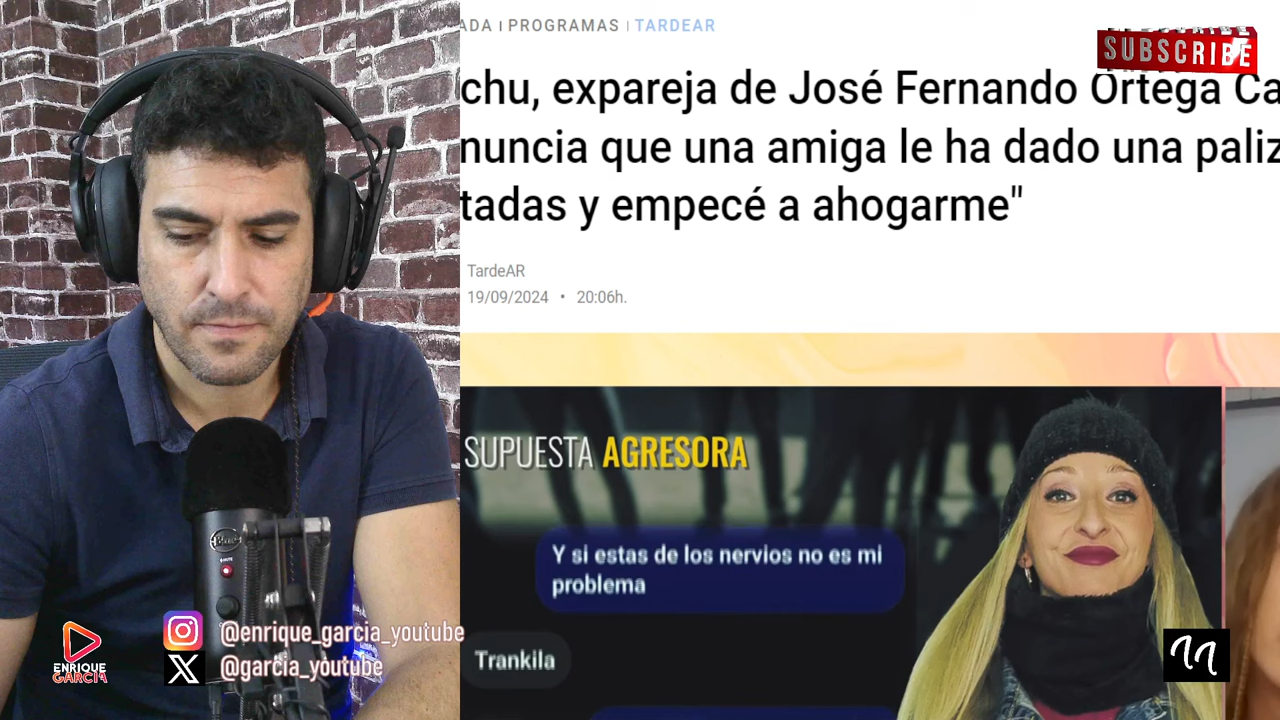 ADA | PROGRAMAS | TARDEAR
SUBSCRIBE
chu, expareja de José Fernando Ortega Ca
nuncia que una amiga le ha dado una paliz
tadas y empecé a ahogarme"
TardeAR
19/09/2024 • 20:06h.
SUPUESTA AGRESORA
Y si estas de los nervios no es mi
problema
Trankila
@enrique_garcia_youtube
@garcia_youtube
ENRIQUE
GARCIA